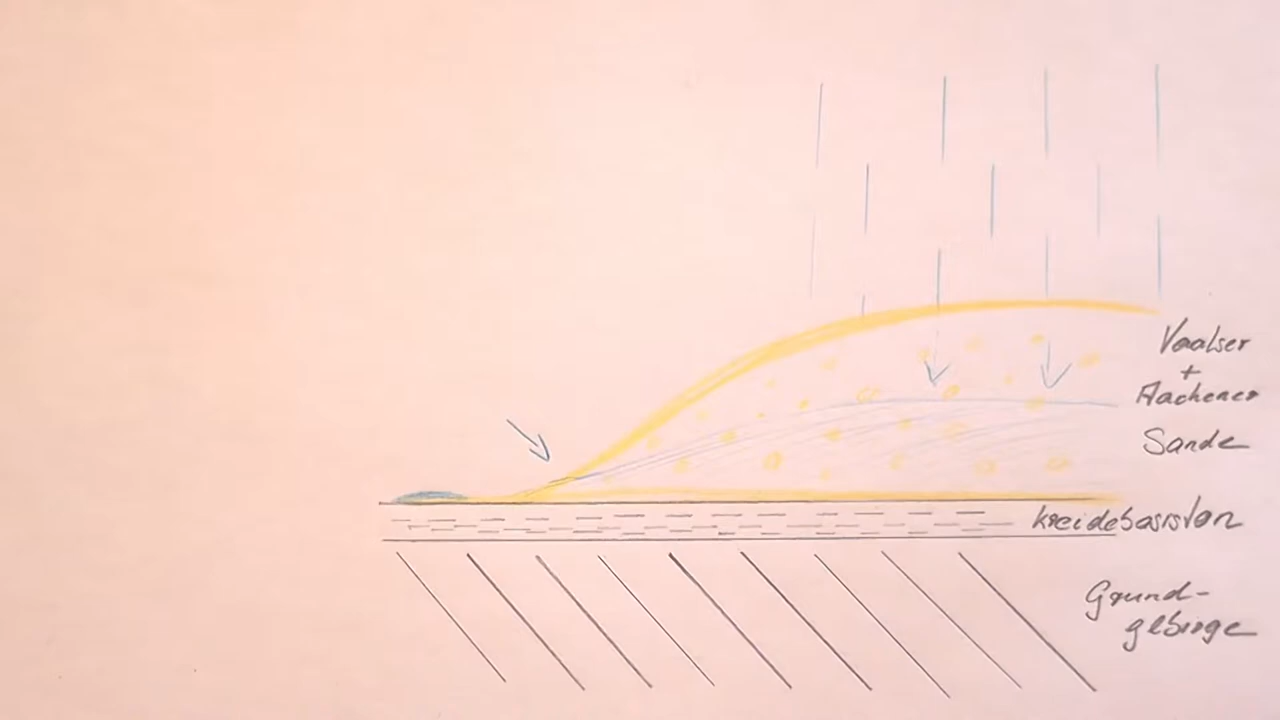 Vaalser
+
Aachener
Sande
Kreidebasiston
Grund-
gebirge